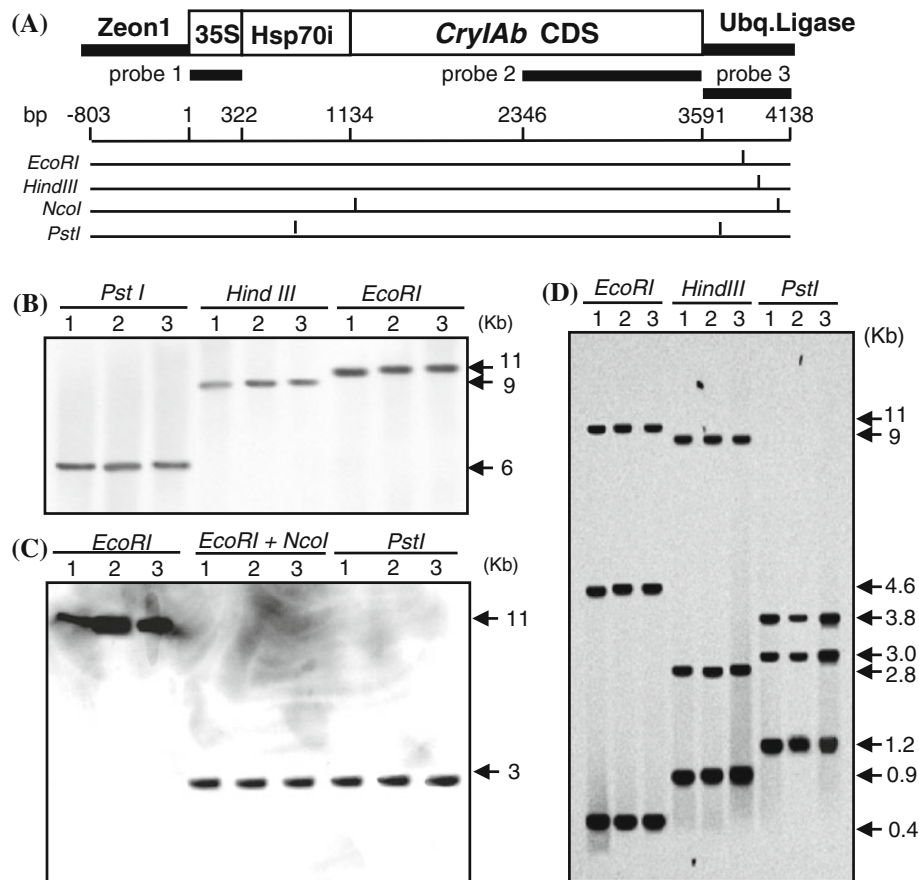 (A)
Zeon1 35S Hsp70i CryIAb CDS Ubq.Ligase
probe 1 probe 2 probe 3
bp -803 1 322 1134 2346 3591 4138
EcoRI
HindIII
NcoI
PstI
(B)
Pst I Hind III EcoRI
1 2 3 1 2 3 1 2 3 (Kb)
11
9
6
(C)
EcoRI EcoRI + NcoI PstI
1 2 3 1 2 3 1 2 3 (Kb)
11
3
(D)
EcoRI HindIII PstI
1 2 3 1 2 3 1 2 3
(Kb)
11
9
4.6
3.8
3.0
2.8
1.2
0.9
0.4